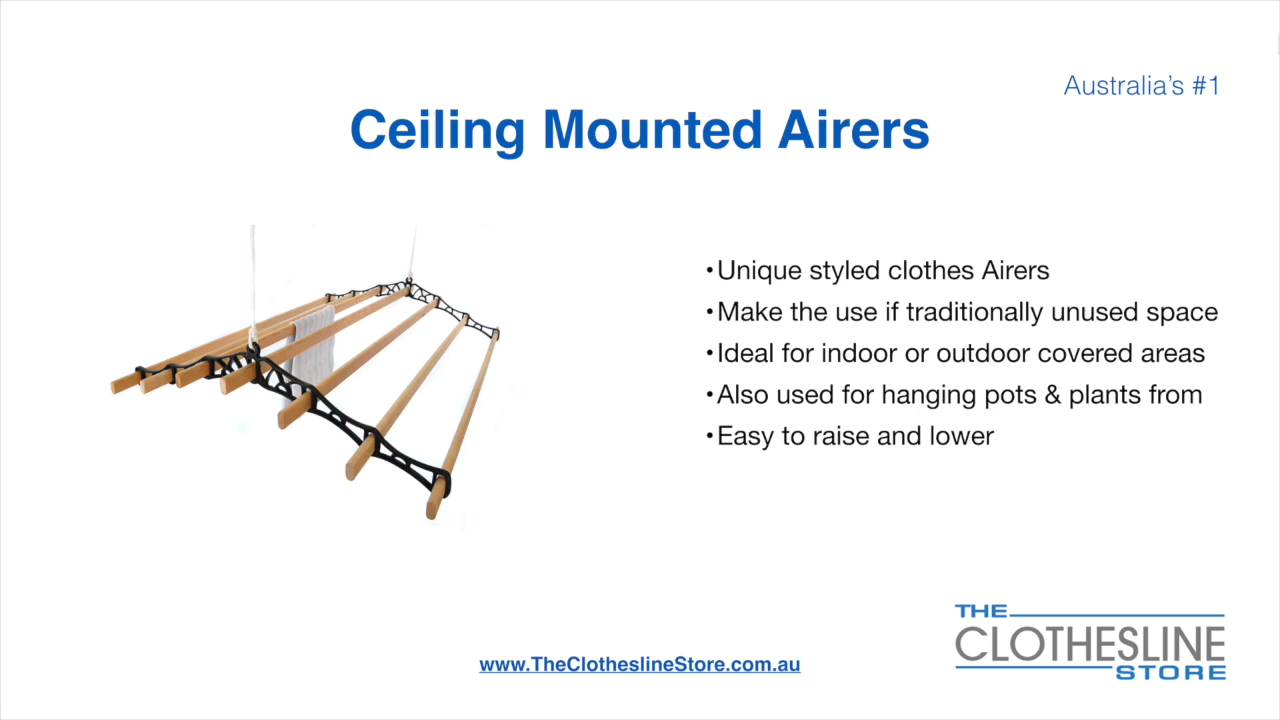 Australia's #1
Ceiling Mounted Airers
•Unique styled clothes Airers
•Make the use if traditionally unused space
•Ideal for indoor or outdoor covered areas
•Also used for hanging pots & plants from
•Easy to raise and lower
THE
CLOTHESLINE
STORE
www.TheClotheslineStore.com.au